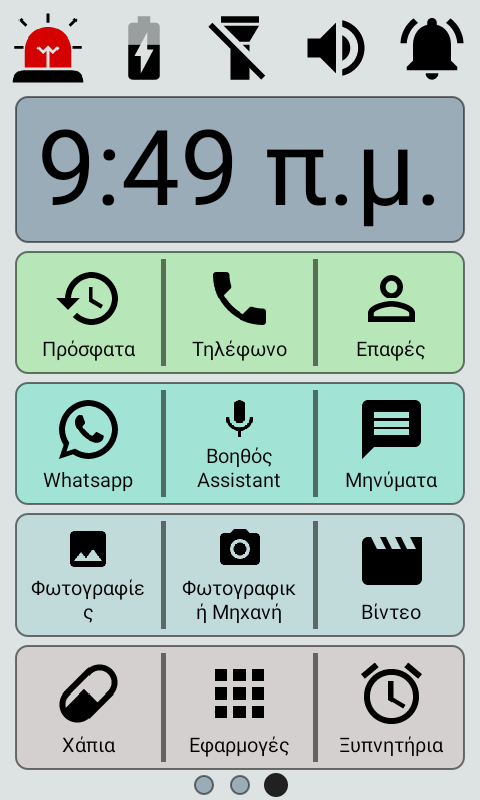 9:49 π.μ.
Πρόσφατα
Τηλέφωνο
Επαφές
Whatsapp
Βοηθός
Assistant
Μηνύματα
Φωτογραφίε
ς
Φωτογραφικ
ή Μηχανή
Βίντεο
Χάπια
Εφαρμογές
Ξυπνητήρια